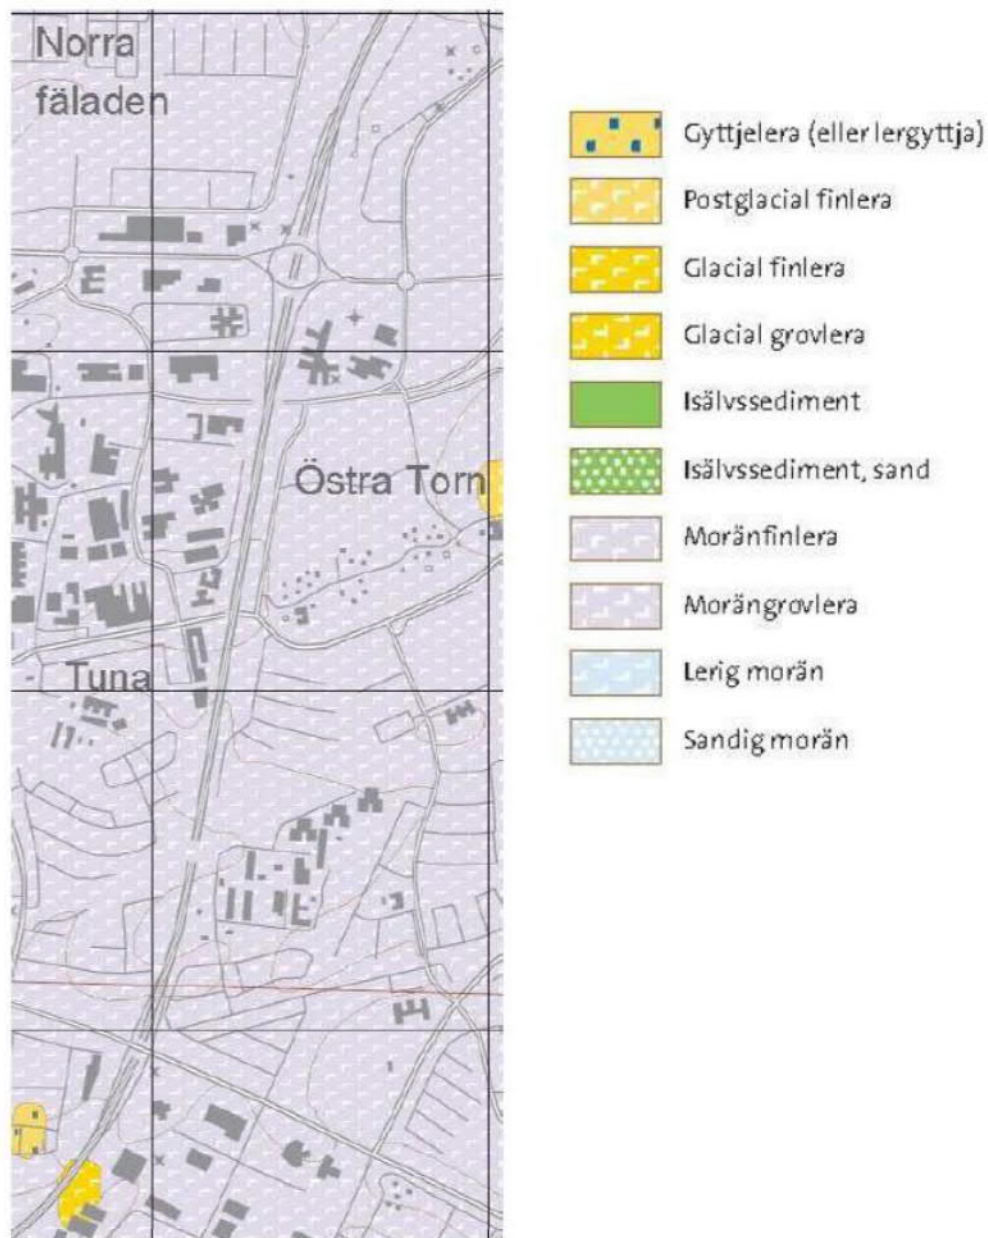 Norra
fäladen
Östra Torn
Tuna
Gyttjelera (eller lergyttja)
Postglacial finlera
Glacial finlera
Glacial grovlera
Isälvssediment
Isälvssediment, sand
Moränfinlera
Morängrovlera
Lerig morän
Sandig morän